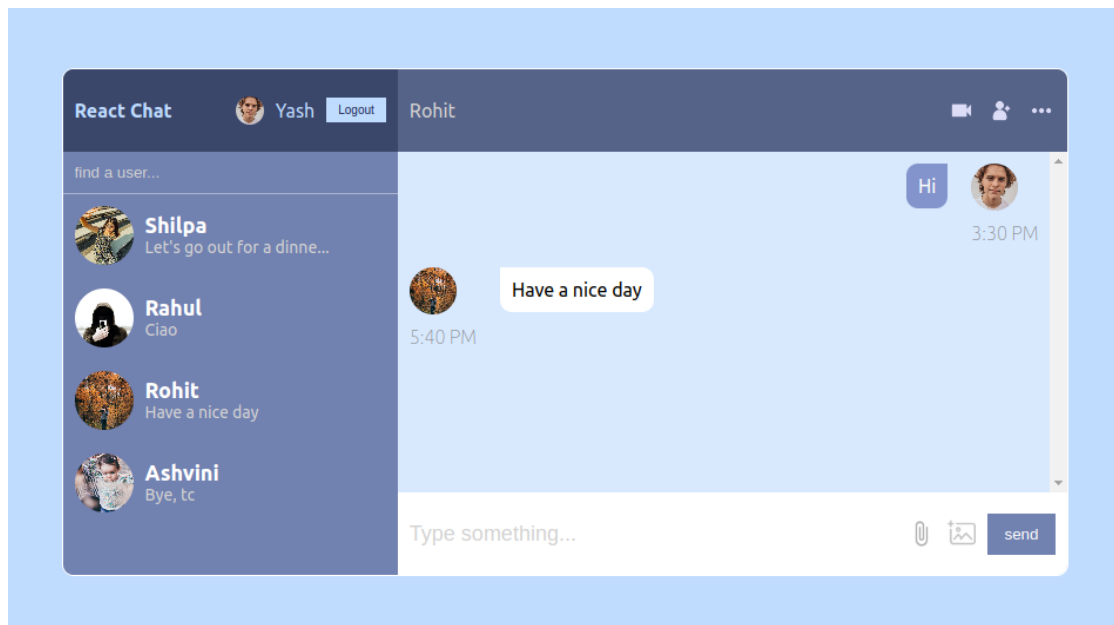 React Chat
Yash
Logout
Rohit
find a user...
Shilpa
Let's go out for a dinne...
Rahul
Ciao
Rohit
Have a nice day
Ashvini
Bye, tc
Hi
3:30 PM
Have a nice day
5:40 PM
Type something...
send